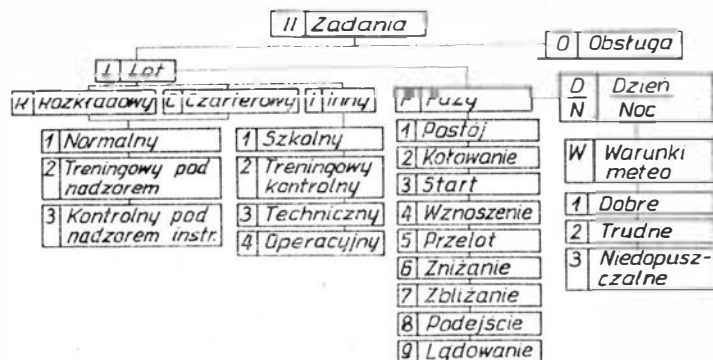 II Zadania
O Obsługa
L Lot
R Rozkładowy
C Czarterowy
I Inny
F Fazy
D Dzień
N Noc
1 Normalny
2 Treningowy pod
nadzorem
3 Kontrolny pod
nadzorem instr.
1 Szkolny
2 Treningowy
kontrolny
3 Techniczny
4 Operacyjny
1 Postój
2 Kołowanie
3 Start
4 Wznoszenie
5 Przelot
6 Zniżanie
7 Zbliżanie
8 Podejście
9 Lądowanie
W Warunki
meteo
1 Dobre
2 Trudne
3 Niedopusz-
czalne